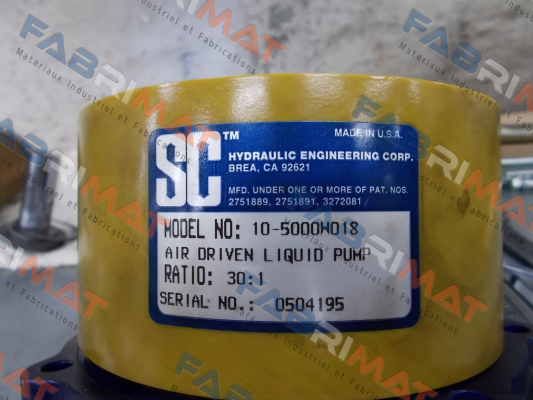 SC™
MADE IN U.S.A.
HYDRAULIC ENGINEERING CORP.
BREA, CA 92621
MFD. UNDER ONE OR MORE OF PAT. NOS.
2751889, 2751891, 3272081/
MODEL NO: 10-5000W018
AIR DRIVEN LIQUID PUMP
RATIO: 30:1
SERIAL NO.: 0504195
FABRIMAT
Materiaux Industriel et Fabrications